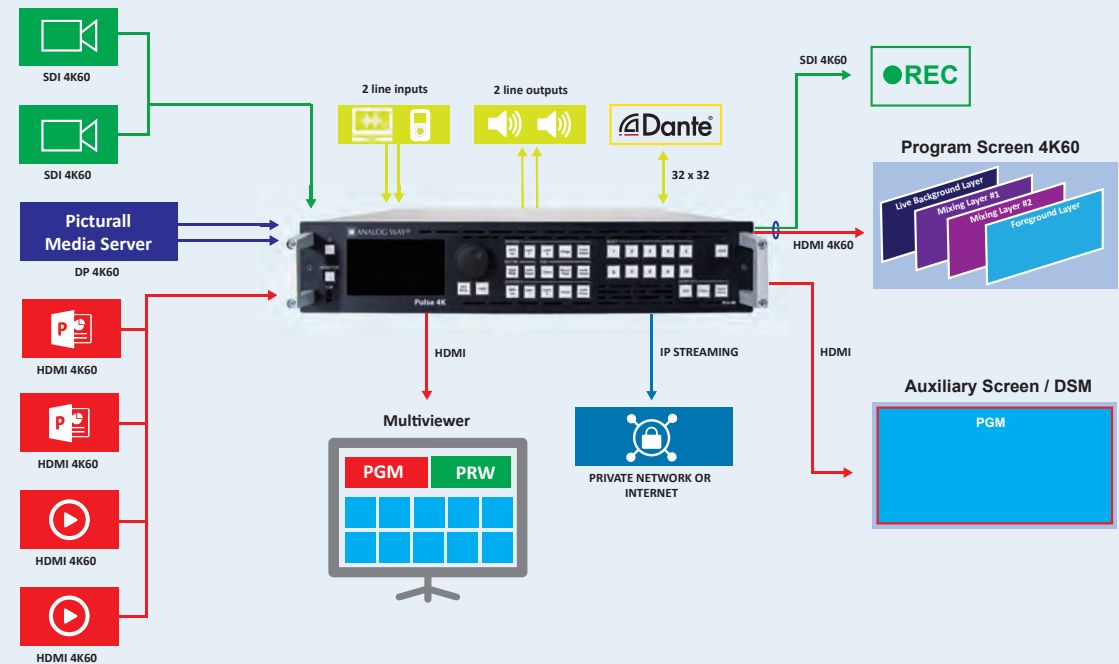 SDI 4K60
SDI 4K60
Picturall
Media Server
DP 4K60
P
HDMI 4K60
P
HDMI 4K60
HDMI 4K60
HDMI 4K60
2 line inputs
2 line outputs
Dante
32 x 32
ANALOG WAY®
Pulse 4K
HDMI
Multiviewer
PGM
PRW
IP STREAMING
PRIVATE NETWORK OR
INTERNET
SDI 4K60
REC
HDMI 4K60
Program Screen 4K60
Live Background Layer
Mixing Layer #1
Mixing Layer #2
Foreground Layer
HDMI
Auxiliary Screen / DSM
PGM